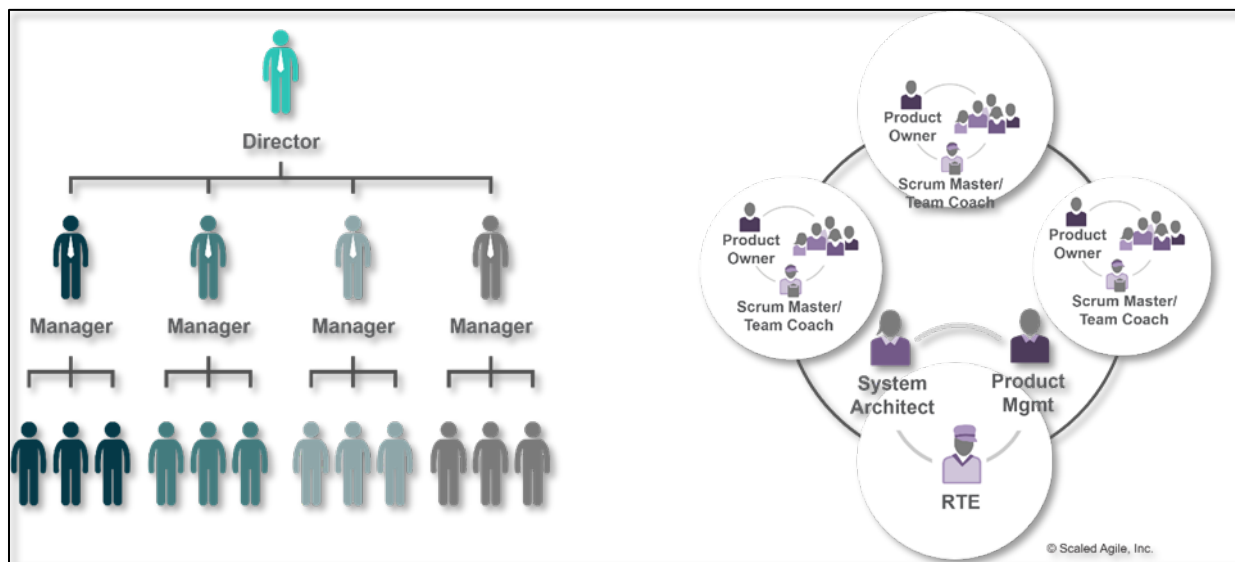 Director
Manager
Manager
Manager
Manager
Product
Owner
Scrum Master/
Team Coach
Product
Owner
Scrum Master/
Team Coach
Product
Owner
Scrum Master/
Team Coach
System
Architect
Product
Mgmt
RTE
© Scaled Agile, Inc.